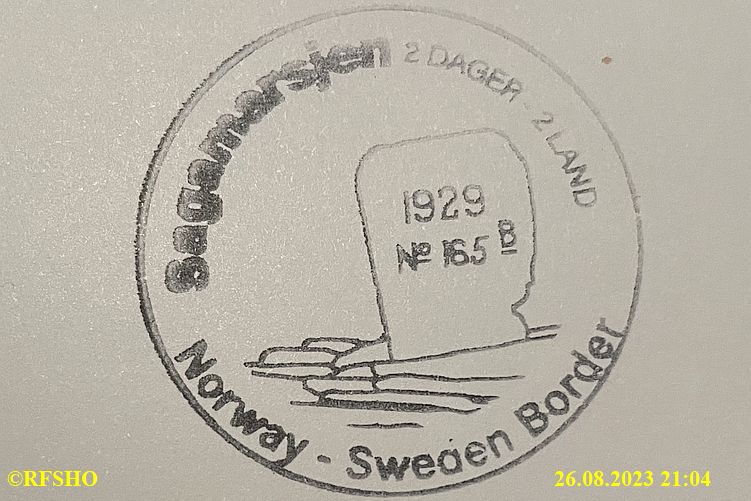 Sagamarsjen 2 DAGER - 2 LAND
1929
No 165 B
Norway - Sweden Border
©RFSHO
26.08.2023 21:04